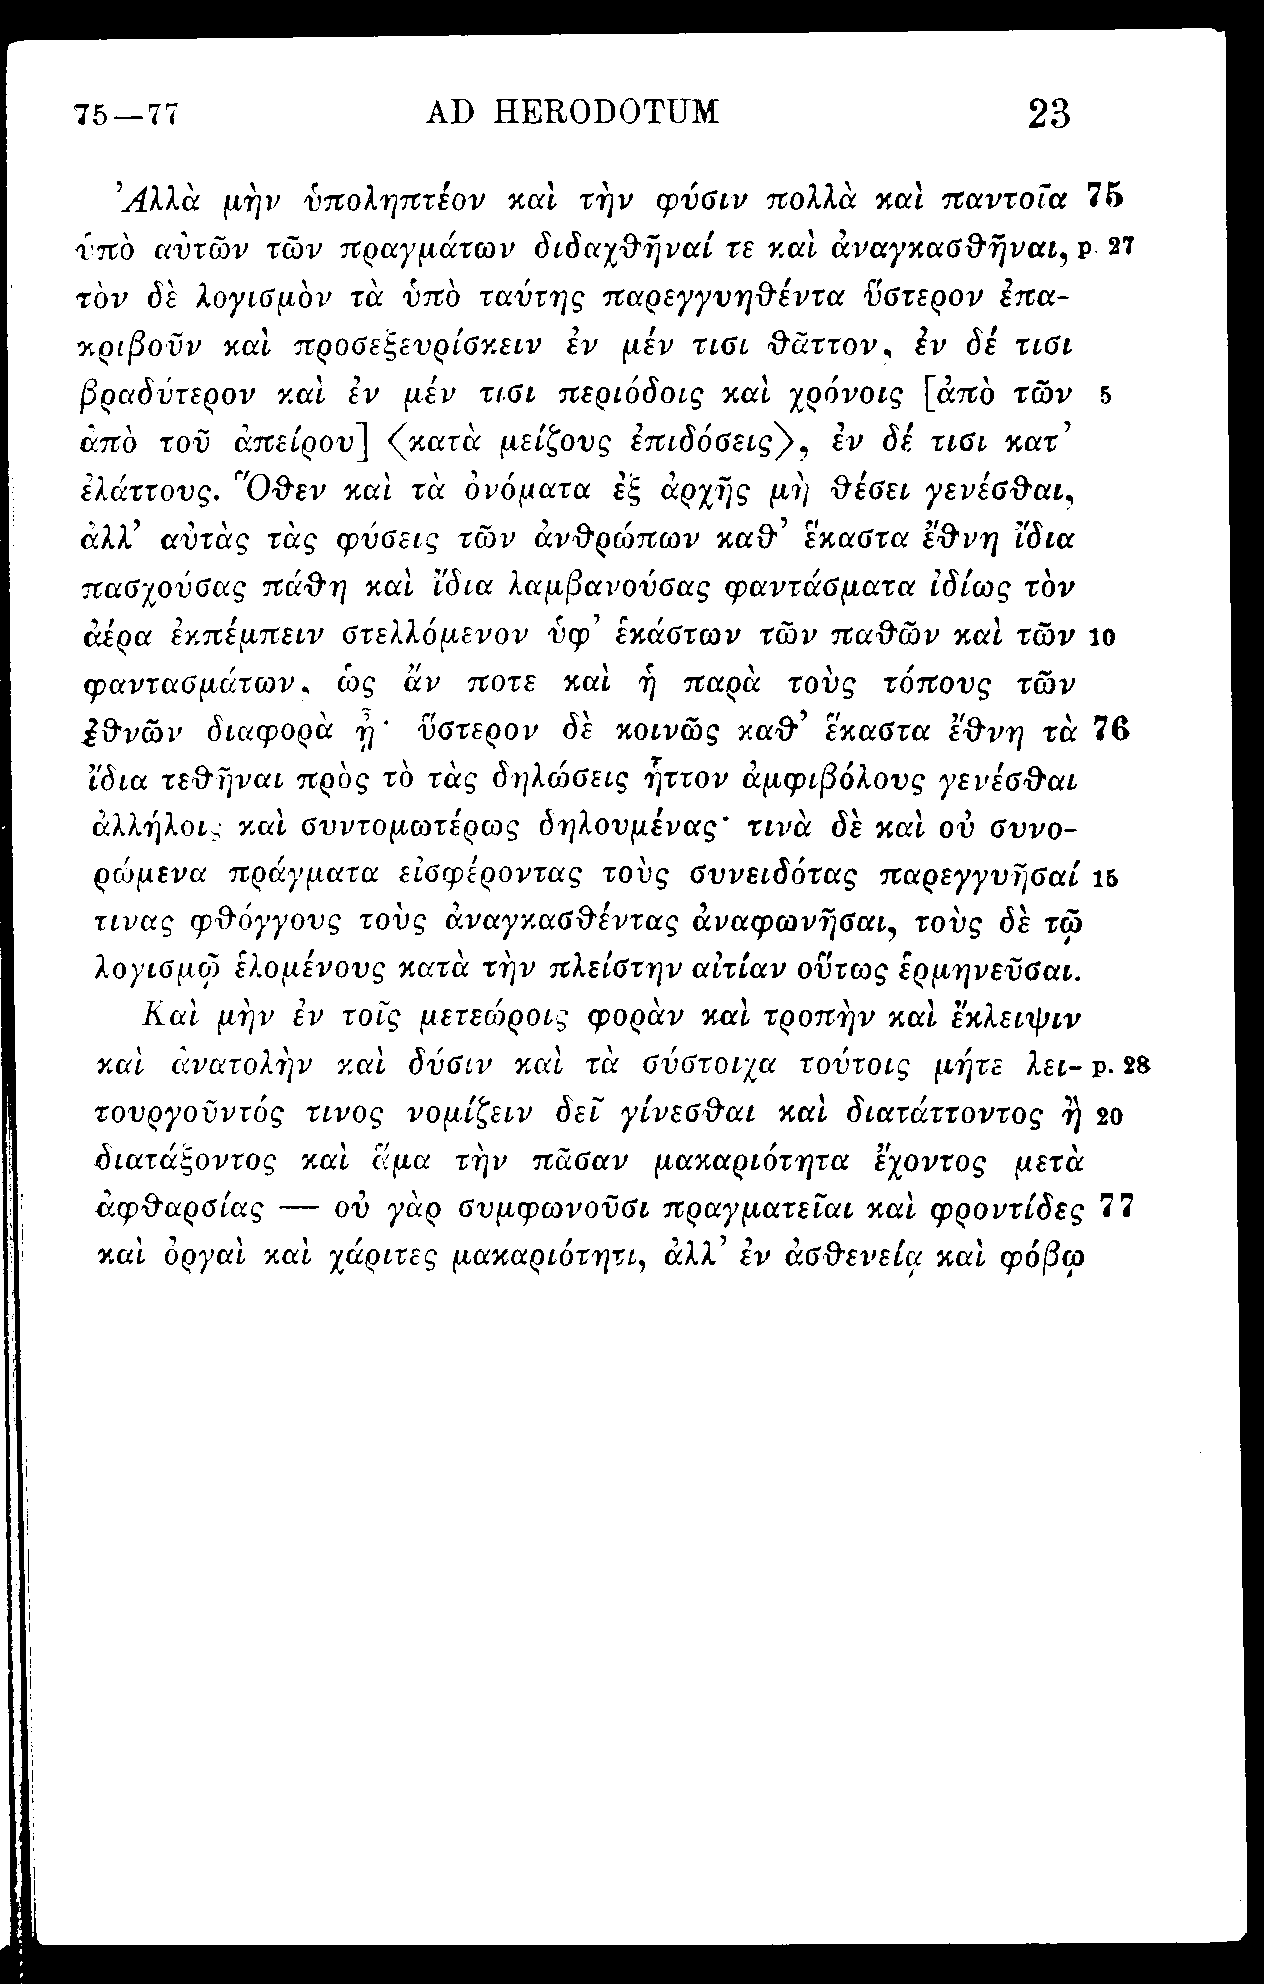 75—77 AD HERODOTUM 23
Ἀλλὰ μὴν ὑποληπτέον καὶ τὴν φύσιν πολλὰ καὶ παντοῖα 75
ὑπὸ αὐτῶν τῶν πραγμάτων διδαχθῆναί τε καὶ ἀναγκασθῆναι, p. 27
τὸν δὲ λογισμὸν τὰ ὑπὸ ταύτης παρεγγυηθέντα ὕστερον ἐπα-
κριβοῦν καὶ προσεξευρίσκειν ἐν μέν τισι θᾶττον, ἐν δέ τισι
βραδύτερον καὶ ἐν μέν τισι περιόδοις καὶ χρόνοις [ἀπὸ τῶν 5
ἀπὸ τοῦ ἀπείρου] ⟨κατὰ μείζους ἐπιδόσεις⟩, ἐν δέ τισι κατ’
ἐλάττους. Ὅθεν καὶ τὰ ὀνόματα ἐξ ἀρχῆς μὴ θέσει γενέσθαι,
ἀλλ’ αὐτὰς τὰς φύσεις τῶν ἀνθρώπων καθ’ ἕκαστα ἔθνη ἴδια
πασχούσας πάθη καὶ ἴδια λαμβανούσας φαντάσματα ἰδίως τὸν
ἀέρα ἐκπέμπειν στελλόμενον ὑφ’ ἑκάστων τῶν παθῶν καὶ τῶν 10
φαντασμάτων, ὡς ἄν ποτε καὶ ἡ παρὰ τοὺς τόπους τῶν
ἐθνῶν διαφορὰ ᾖ· ὕστερον δὲ κοινῶς καθ’ ἕκαστα ἔθνη τὰ 76
ἴδια τεθῆναι πρὸς τὸ τὰς δηλώσεις ἧττον ἀμφιβόλους γενέσθαι
ἀλλήλοις καὶ συντομωτέρως δηλουμένας· τινὰ δὲ καὶ οὐ συνο-
ρώμενα πράγματα εἰσφέροντας τοὺς συνειδότας παρεγγυῆσαί 15
τινας φθόγγους τοὺς ἀναγκασθέντας ἀναφωνῆσαι, τοὺς δὲ τῷ
λογισμῷ ἑλομένους κατὰ τὴν πλείστην αἰτίαν οὕτως ἑρμηνεῦσαι.
Καὶ μὴν ἐν τοῖς μετεώροις φορὰν καὶ τροπὴν καὶ ἔκλειψιν
καὶ ἀνατολὴν καὶ δύσιν καὶ τὰ σύστοιχα τούτοις μήτε λει- p. 28
τουργοῦντός τινος νομίζειν δεῖ γίνεσθαι καὶ διατάττοντος ἢ 20
διατάξοντος καὶ ἅμα τὴν πᾶσαν μακαριότητα ἔχοντος μετὰ
ἀφθαρσίας — οὐ γὰρ συμφωνοῦσι πραγματεῖαι καὶ φροντίδες 77
καὶ ὀργαὶ καὶ χάριτες μακαριότητι, ἀλλ’ ἐν ἀσθενείᾳ καὶ φόβῳ